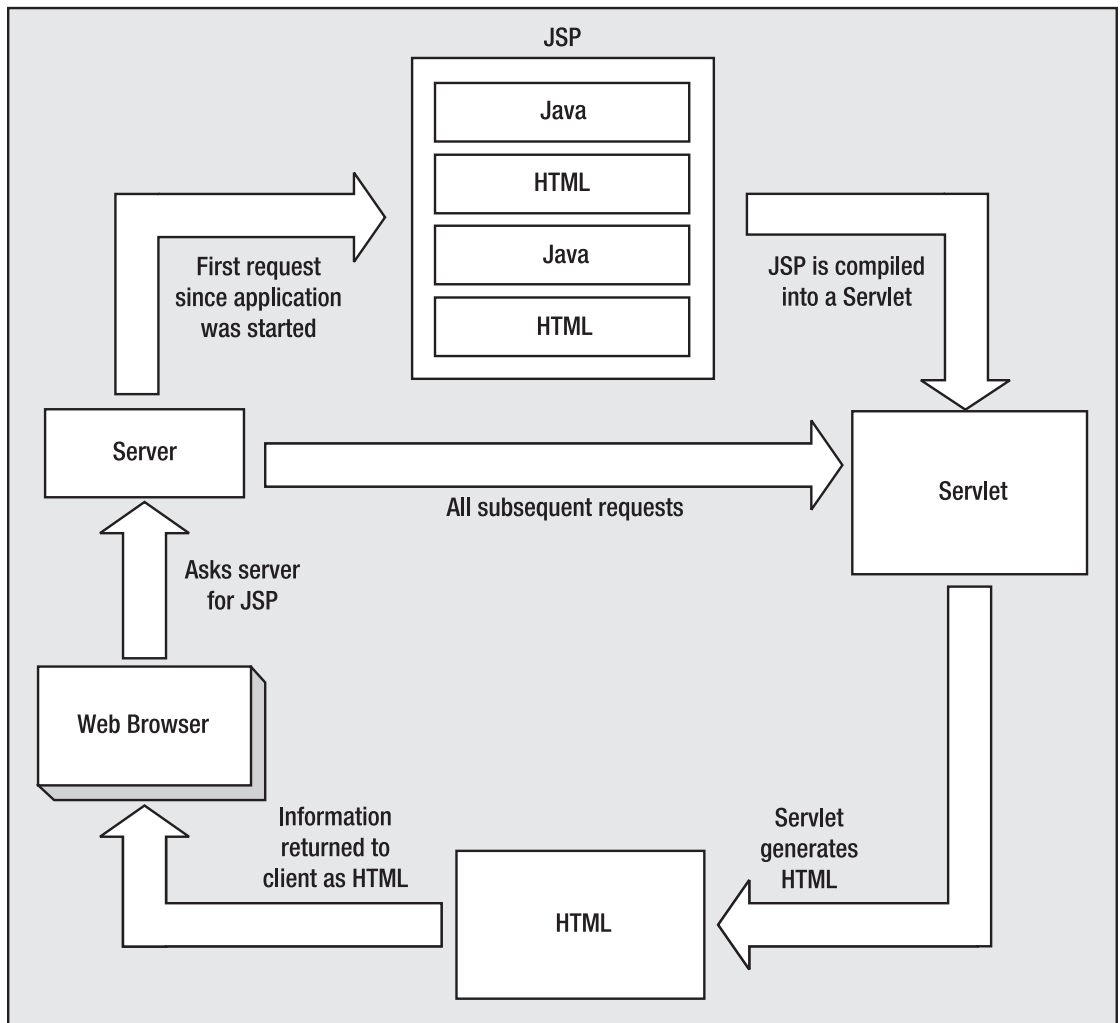 JSP
Java
HTML
Java
HTML
First request
since application
was started
JSP is compiled
into a Servlet
Server
All subsequent requests
Servlet
Asks server
for JSP
Web Browser
Information
returned to
client as HTML
HTML
Servlet
generates
HTML